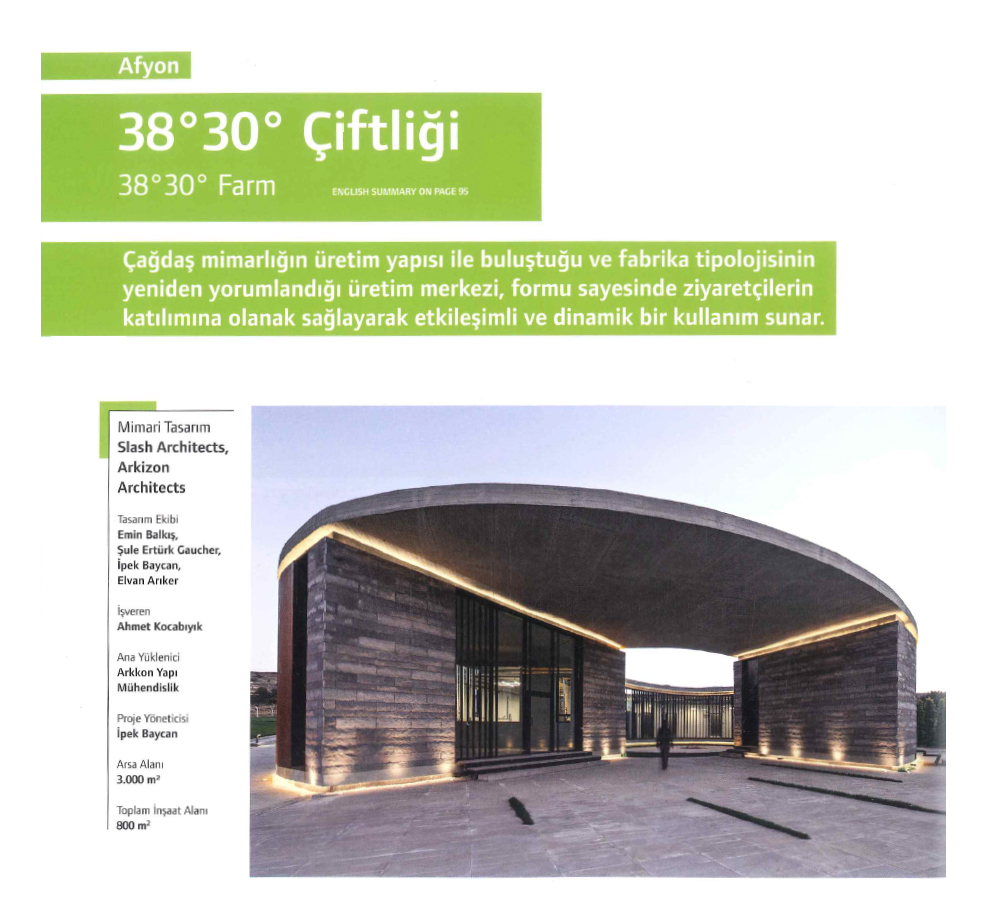 Afyon
38°30° Çiftliği
38°30° Farm
ENGLISH SUMMARY ON PAGE 95
Çağdaş mimarlığın üretim yapısı ile buluştuğu ve fabrika tipolojisinin
yeniden yorumlandığı üretim merkezi, formu sayesinde ziyaretçilerin
katılımına olanak sağlayarak etkileşimli ve dinamik bir kullanım sunar.
Mimari Tasarım
Slash Architects,
Arkizon
Architects
Tasarım Ekibi
Emin Balkış,
Şule Ertürk Gaucher,
İpek Baycan,
Elvan Arıker
İşveren
Ahmet Kocabıyık
Ana Yüklenici
Arkkon Yapı
Mühendislik
Proje Yöneticisi
İpek Baycan
Arsa Alanı
3.000 m²
Toplam İnşaat Alanı
800 m²